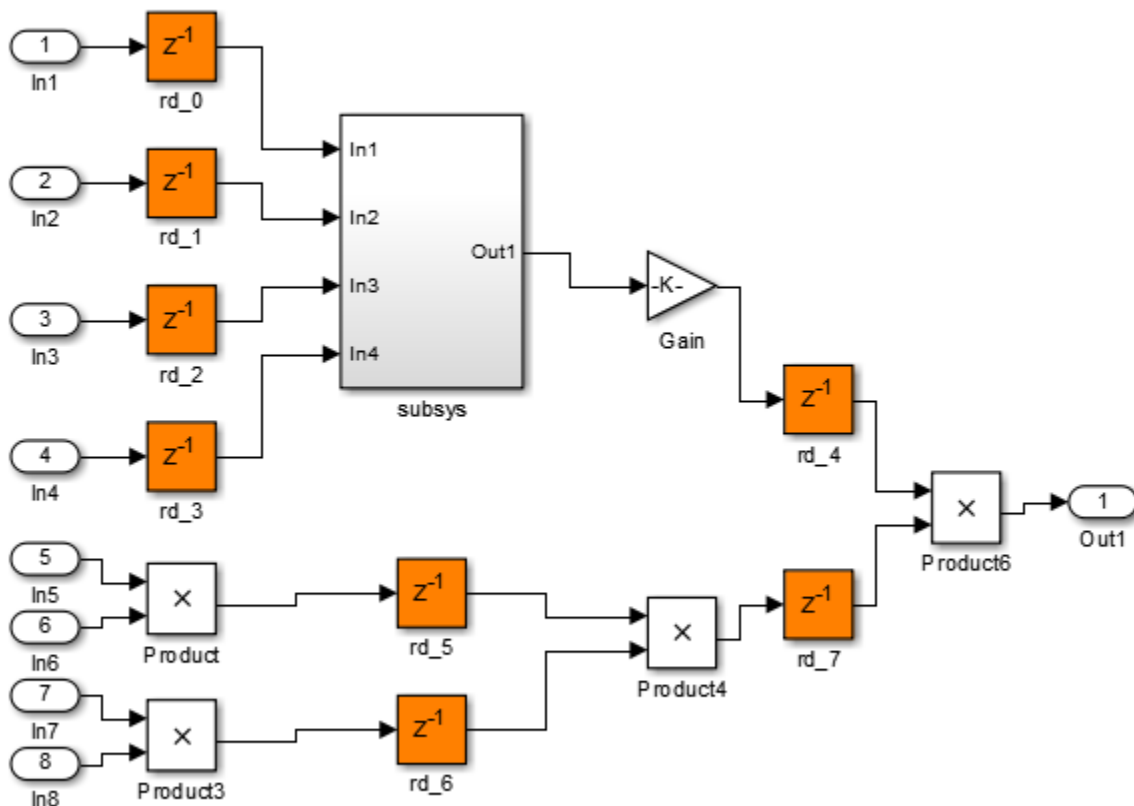 1
In1
Z-1
rd_0
2
In2
Z-1
rd_1
3
In3
Z-1
rd_2
4
In4
Z-1
rd_3
In1
In2
In3
In4
Out1
subsys
-K-
Gain
Z-1
rd_4
5
In5
6
In6
×
Product
7
In7
8
In8
×
Product3
Z-1
rd_5
Z-1
rd_6
×
Product4
Z-1
rd_7
×
Product6
1
Out1